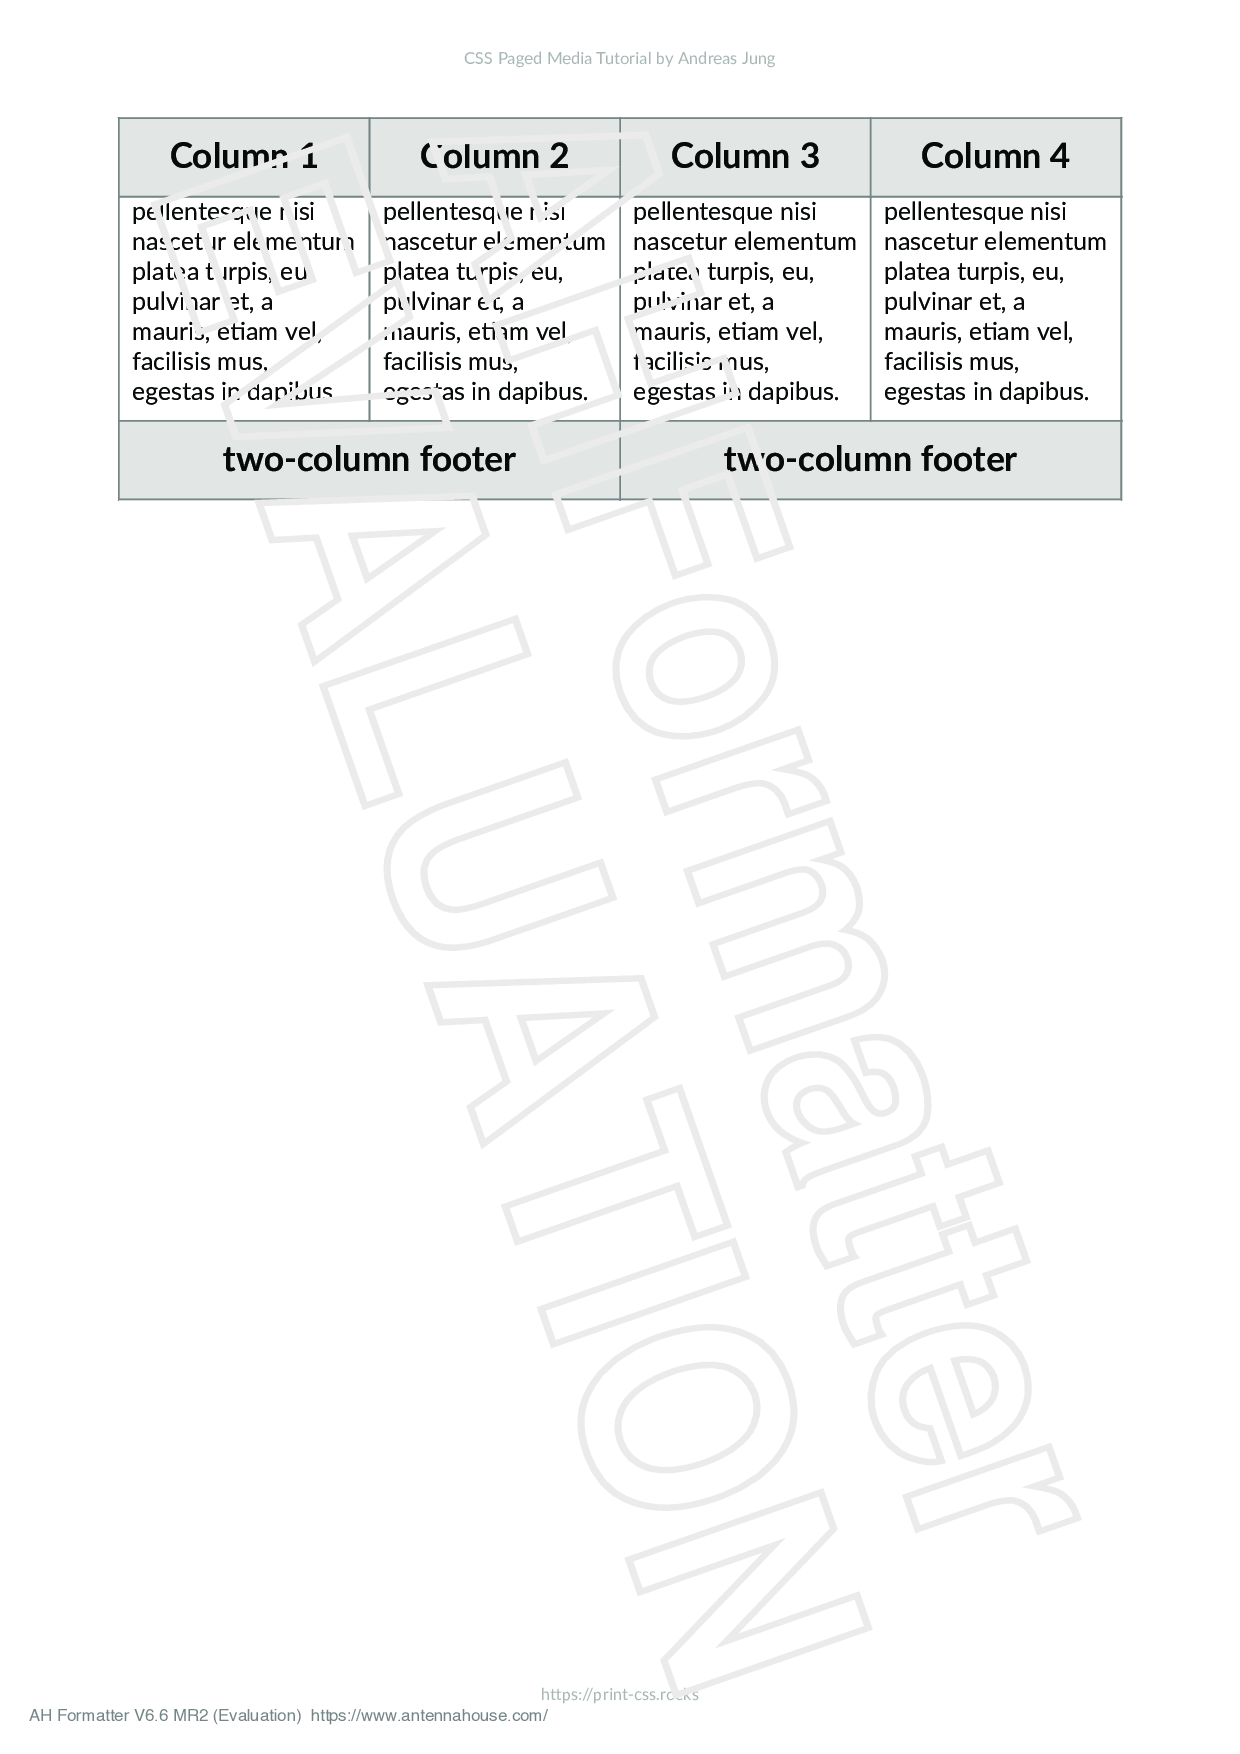 CSS Paged Media Tutorial by Andreas Jung
Column 1 Column 2 Column 3 Column 4
pellentesque nisi pellentesque nisi pellentesque nisi pellentesque nisi
nascetur elementum nascetur elementum nascetur elementum nascetur elementum
platea turpis, eu, platea turpis, eu, platea turpis, eu, platea turpis, eu,
pulvinar et, a pulvinar et, a pulvinar et, a pulvinar et, a
mauris, etiam vel, mauris, etiam vel, mauris, etiam vel, mauris, etiam vel,
facilisis mus, facilisis mus, facilisis mus, facilisis mus,
egestas in dapibus. egestas in dapibus. egestas in dapibus. egestas in dapibus.
two-column footer two-column footer
AH Formatter
EVALUATION
https://print-css.rocks
AH Formatter V6.6 MR2 (Evaluation) https://www.antennahouse.com/